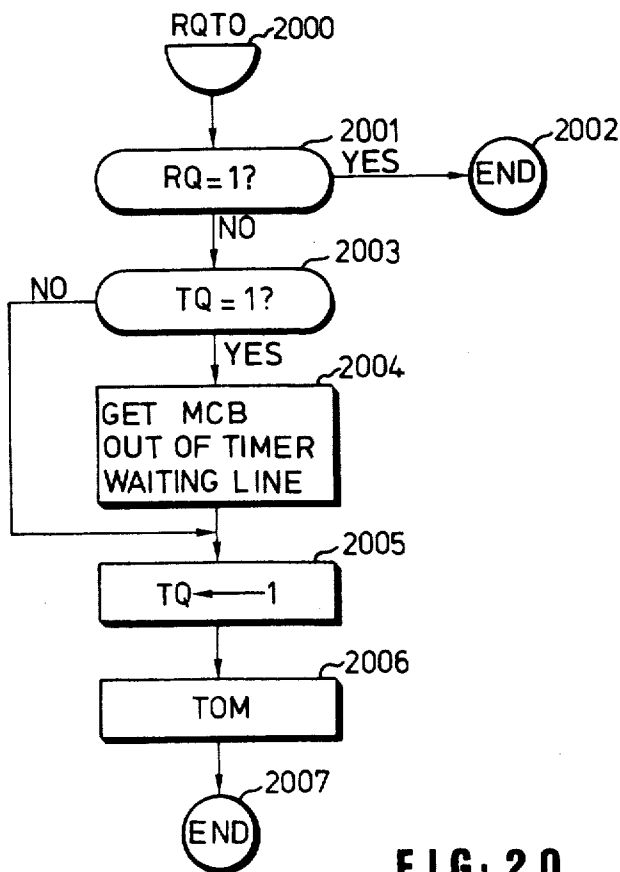 RQTO 2000
2001
RQ=1?
YES
2002
END
NO
2003
TQ=1?
NO
YES
2004
GET MCB
OUT OF TIMER
WAITING LINE
2005
TQ←1
2006
TOM
2007
END
FIG. 20